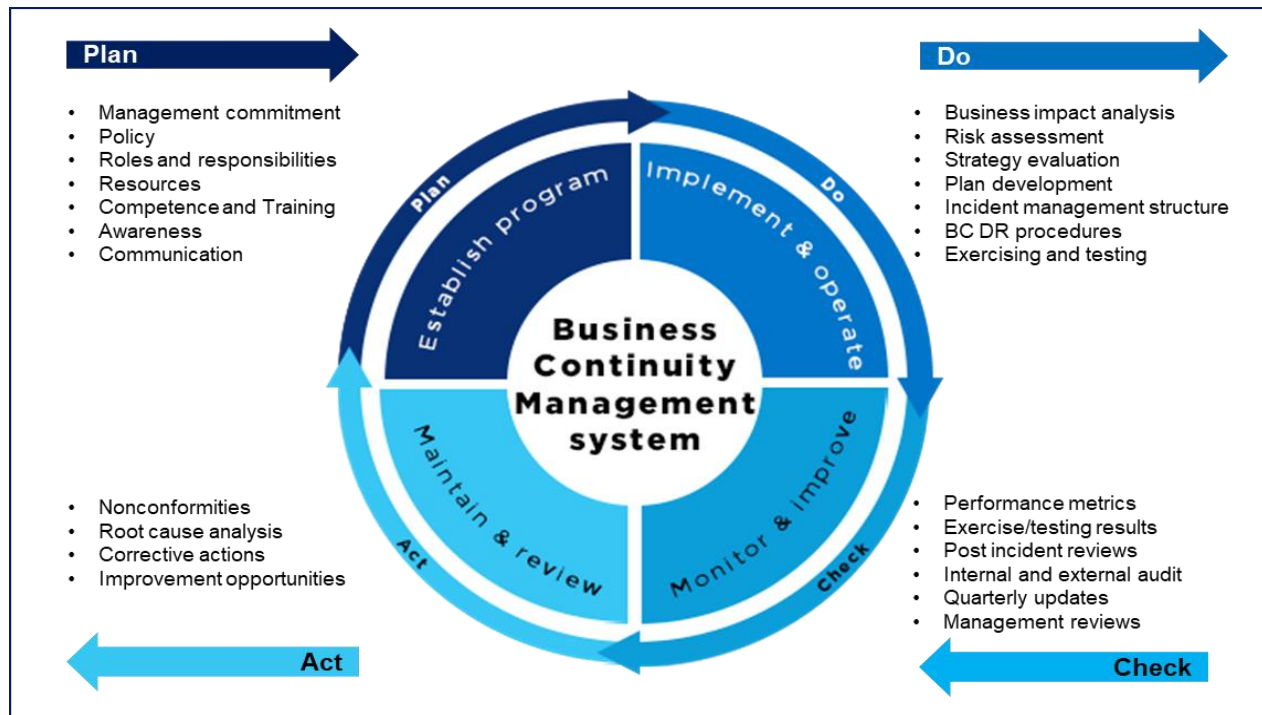 Plan
• Management commitment
• Policy
• Roles and responsibilities
• Resources
• Competence and Training
• Awareness
• Communication
Do
• Business impact analysis
• Risk assessment
• Strategy evaluation
• Plan development
• Incident management structure
• BC DR procedures
• Exercising and testing
Plan
Establish program
Do
Implement & operate
Business
Continuity
Management
system
Act
Maintain & review
Check
Monitor & improve
• Nonconformities
• Root cause analysis
• Corrective actions
• Improvement opportunities
Act
• Performance metrics
• Exercise/testing results
• Post incident reviews
• Internal and external audit
• Quarterly updates
• Management reviews
Check